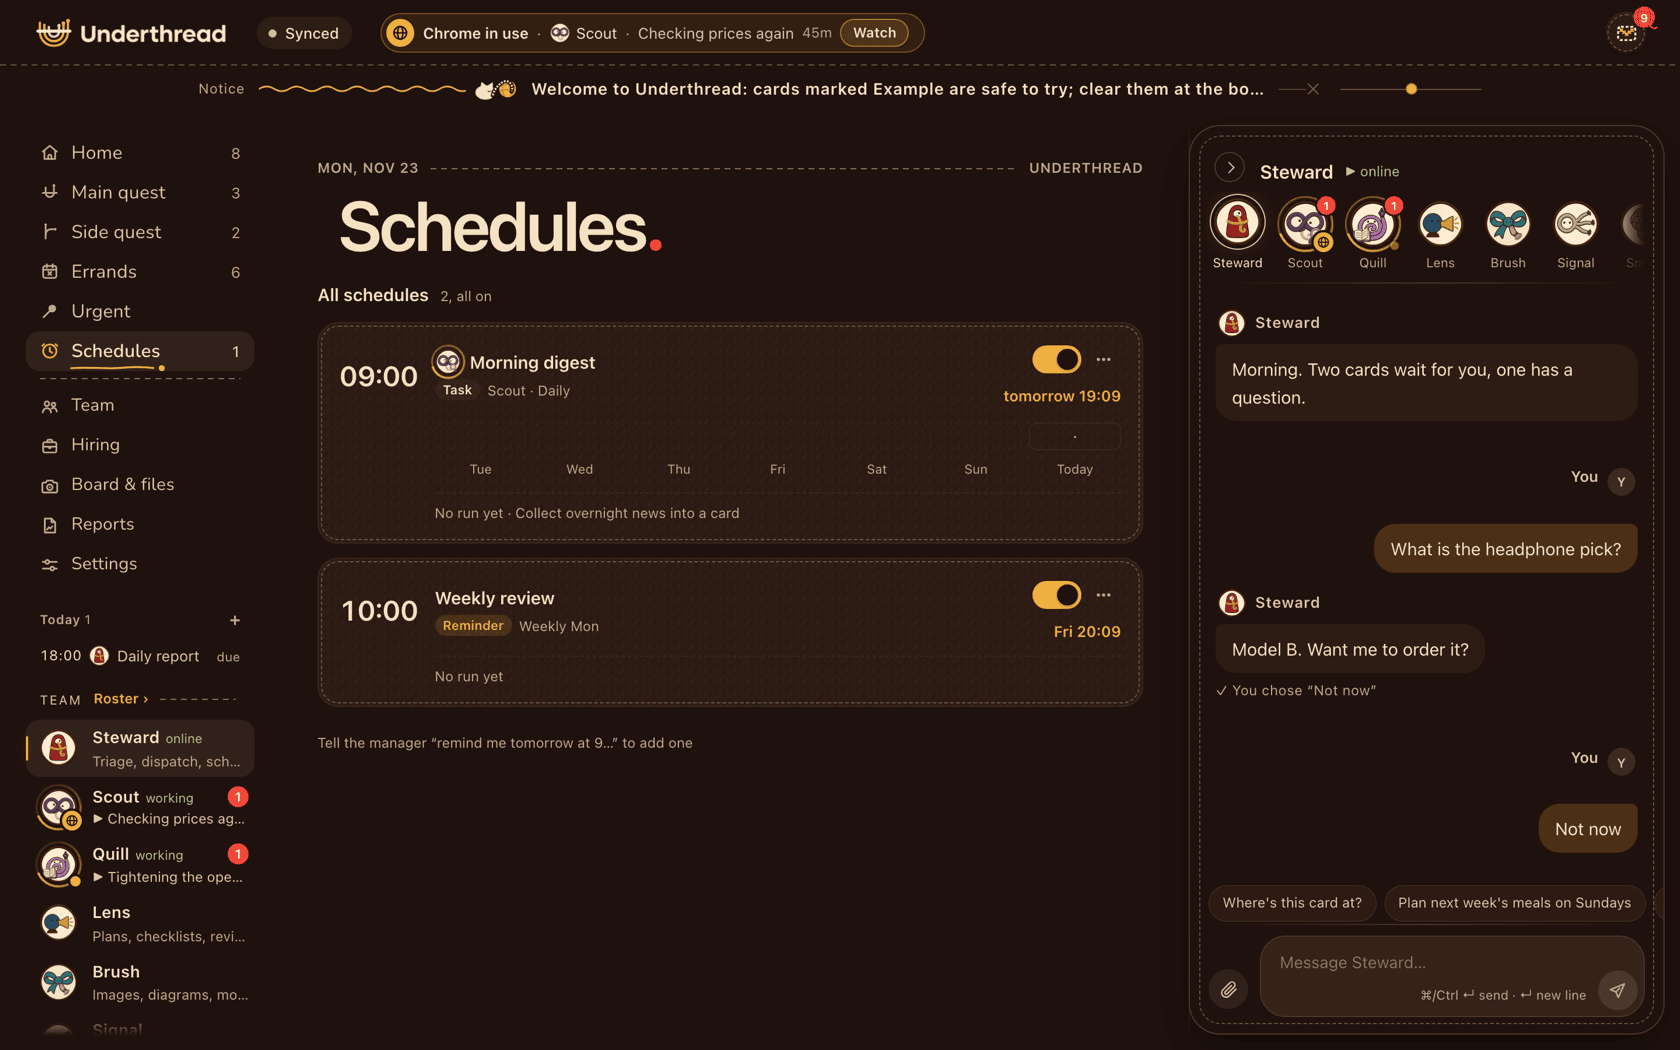 Underthread
Synced
Chrome in use · Scout · Checking prices again 45m Watch
9
Notice
Welcome to Underthread: cards marked Example are safe to try; clear them at the bo...
Home 8
Main quest 3
Side quest 2
Errands 6
Urgent
Schedules 1
Team
Hiring
Board & files
Reports
Settings
Today 1 +
18:00 Daily report due
TEAM Roster ›
Steward online
Triage, dispatch, sch...
Scout working 1
Checking prices ag...
Quill working 1
Tightening the ope...
Lens
Plans, checklists, revi...
Brush
Images, diagrams, mo...
Signal
MON, NOV 23 UNDERTHREAD
Schedules.
All schedules 2, all on
09:00 Morning digest
Task Scout · Daily
tomorrow 19:09
Tue Wed Thu Fri Sat Sun Today
No run yet · Collect overnight news into a card
10:00 Weekly review
Reminder Weekly Mon
Fri 20:09
No run yet
Tell the manager “remind me tomorrow at 9...” to add one
Steward online
1 1
Steward Scout Quill Lens Brush Signal
Steward
Morning. Two cards wait for you, one has a
question.
You Y
What is the headphone pick?
Steward
Model B. Want me to order it?
✓ You chose “Not now”
You Y
Not now
Where's this card at? Plan next week's meals on Sundays
Message Steward...
⌘/Ctrl ↵ send · ↵ new line